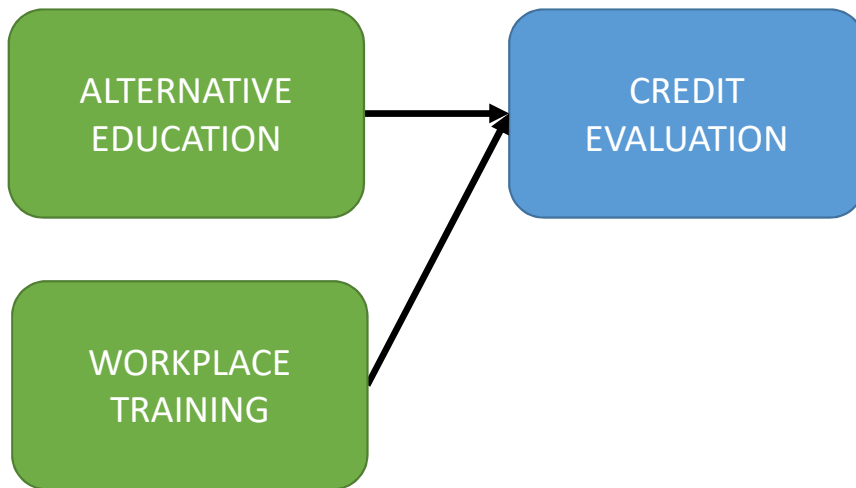 ALTERNATIVE
EDUCATION
CREDIT
EVALUATION
WORKPLACE
TRAINING